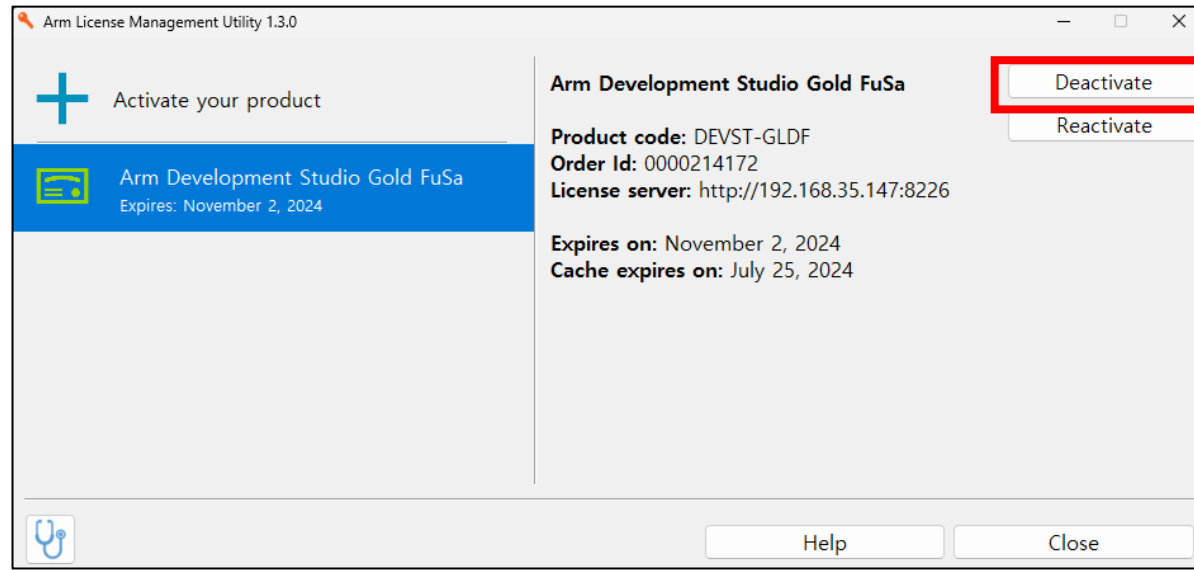 Arm License Management Utility 1.3.0
Activate your product
Arm Development Studio Gold FuSa
Expires: November 2, 2024
Arm Development Studio Gold FuSa
Product code: DEVST-GLDF
Order Id: 0000214172
License server: http://192.168.35.147:8226
Expires on: November 2, 2024
Cache expires on: July 25, 2024
Deactivate
Reactivate
Help
Close